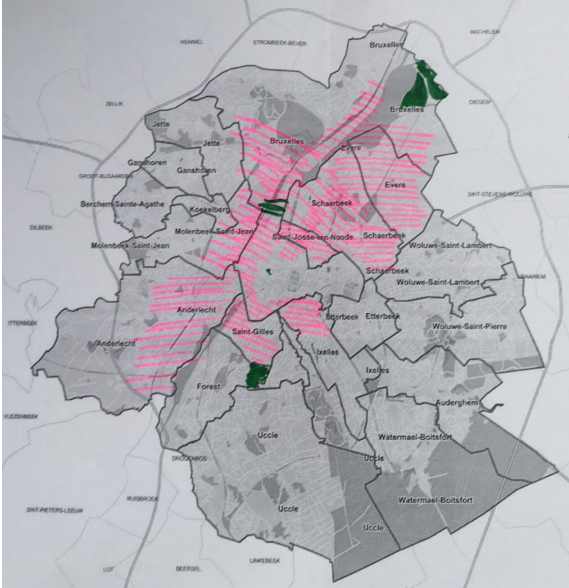 MACHELEN
Bruxelles
WEMMEL
STROMBEEK-BEVER
ZELLIK
DIEGEM
Bruxelles
Jette
Jette
Bruxelles
Evere
Ganshoren
Ganshoren
GROOT-BIJGAARDEN
Evere
SINT-STEVENS-WOLUWE
Berchem-Sainte-Agathe
Koekelberg
Schaerbeek
DILBEEK
Molenbeek-Saint-Jean
Saint-Josse-ten-Noode
Schaerbeek
Molenbeek-Saint-Jean
Woluwe-Saint-Lambert
Schaerbeek
KRAAINEM
Woluwe-Saint-Lambert
Anderlecht
ITTERBEEK
Etterbeek
Etterbeek
Woluwe-Saint-Pierre
Saint-Gilles
Anderlecht
Ixelles
Ixelles
Forest
Auderghem
VLEZENBEEK
Uccle
Watermael-Boitsfort
DROGENBOS
Uccle
RUISBROEK
Watermael-Boitsfort
SINT-PIETERS-LEEUW
Uccle
Uccle
LINKEBEEK
LOT
BEERSEL